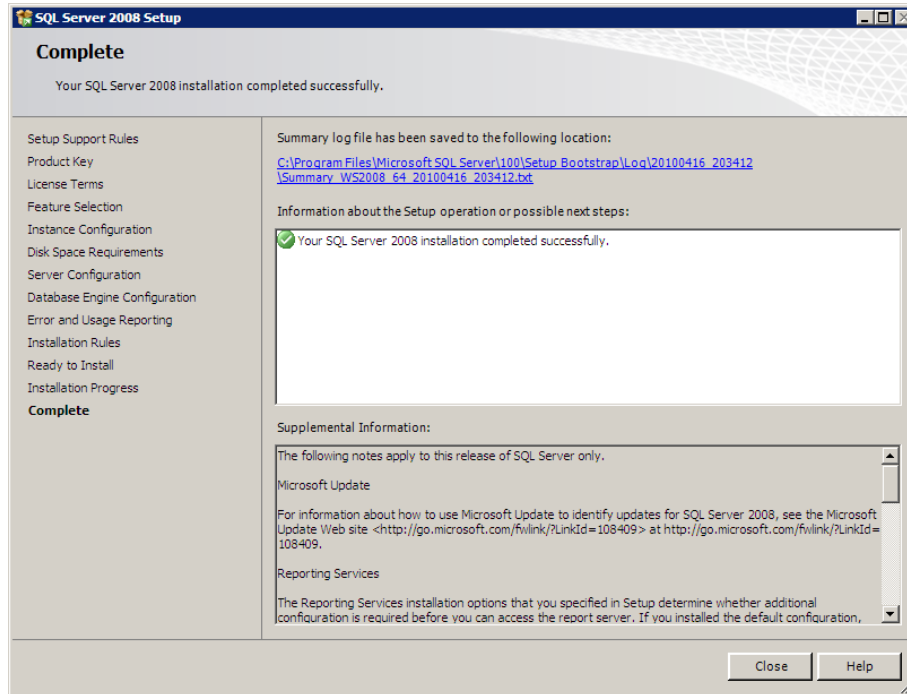 SQL Server 2008 Setup
Complete
Your SQL Server 2008 installation completed successfully.
Setup Support Rules
Product Key
License Terms
Feature Selection
Instance Configuration
Disk Space Requirements
Server Configuration
Database Engine Configuration
Error and Usage Reporting
Installation Rules
Ready to Install
Installation Progress
Complete
Summary log file has been saved to the following location:
C:\Program Files\Microsoft SQL Server\100\Setup Bootstrap\Log\20100416_203412
\Summary_WS2008_64_20100416_203412.txt
Information about the Setup operation or possible next steps:
Your SQL Server 2008 installation completed successfully.
Supplemental Information:
The following notes apply to this release of SQL Server only.
Microsoft Update
For information about how to use Microsoft Update to identify updates for SQL Server 2008, see the Microsoft
Update Web site <http://go.microsoft.com/fwlink/?LinkId=108409> at http://go.microsoft.com/fwlink/?LinkId=
108409.
Reporting Services
The Reporting Services installation options that you specified in Setup determine whether additional
configuration is required before you can access the report server. If you installed the default configuration,
Close
Help